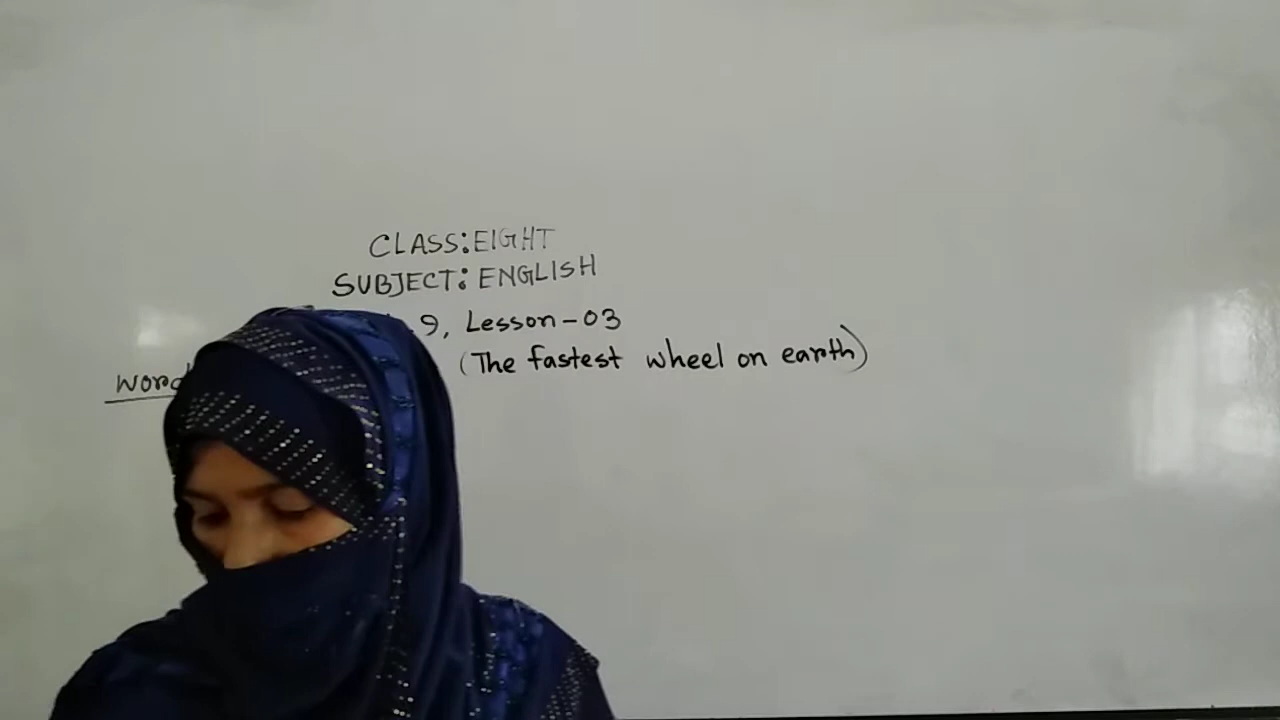 CLASS:EIGHT
SUBJECT: ENGLISH
9, Lesson-03
(The fastest wheel on earth)